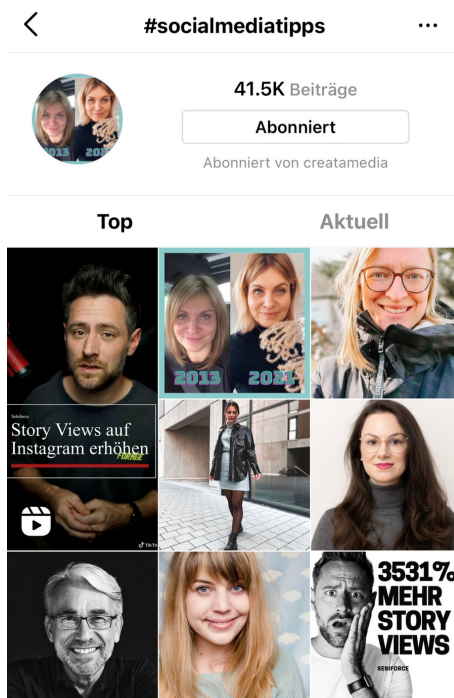 #socialmediatipps
2013 2021
41.5K Beiträge
Abonniert
Abonniert von creatamedia
Top
Aktuell
2013 2021
Sebiforce
Story Views auf
Instagram erhöhen
3531%
MEHR
STORY
VIEWS
SEBIFORCE